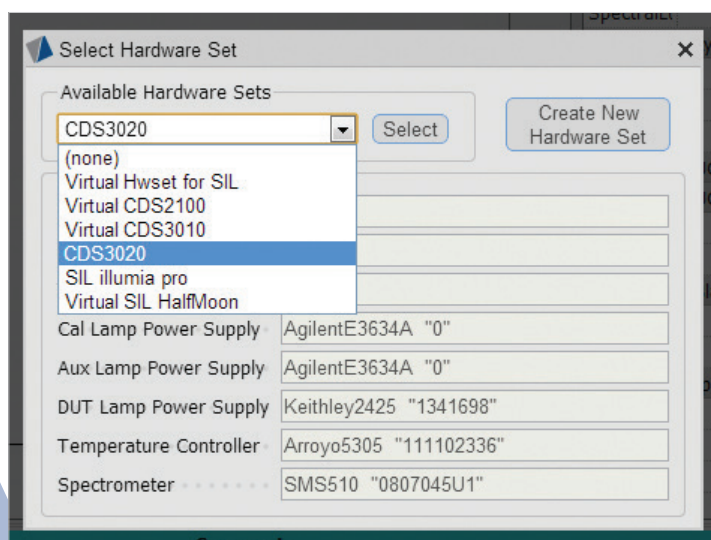 Select Hardware Set
Available Hardware Sets
CDS3020
Select
Create New
Hardware Set
(none)
Virtual Hwset for SIL
Virtual CDS2100
Virtual CDS3010
CDS3020
SIL illumia pro
Virtual SIL HalfMoon
Cal Lamp Power Supply AgilentE3634A "0"
Aux Lamp Power Supply AgilentE3634A "0"
DUT Lamp Power Supply Keithley2425 "1341698"
Temperature Controller Arroyo5305 "111102336"
Spectrometer SMS510 "0807045U1"